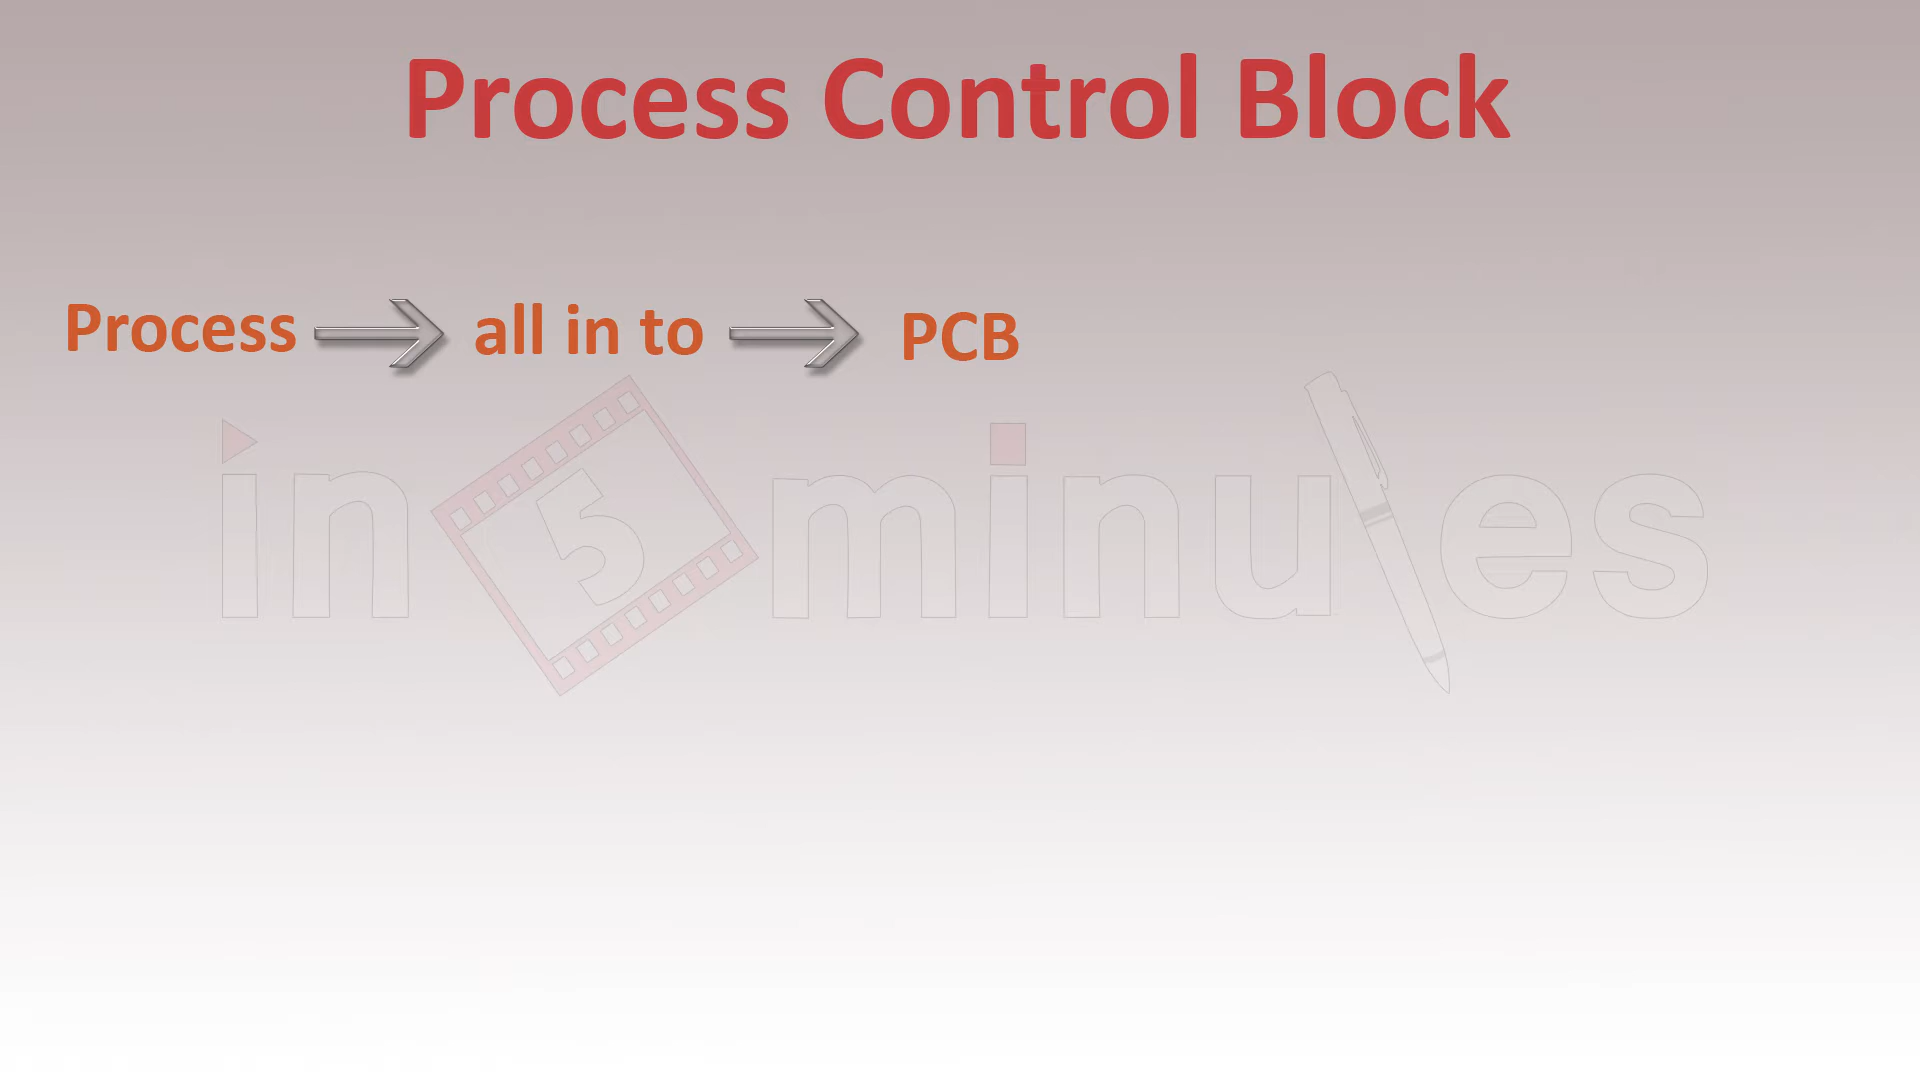 Process Control Block
Process all in to PCB
in 5 minutes